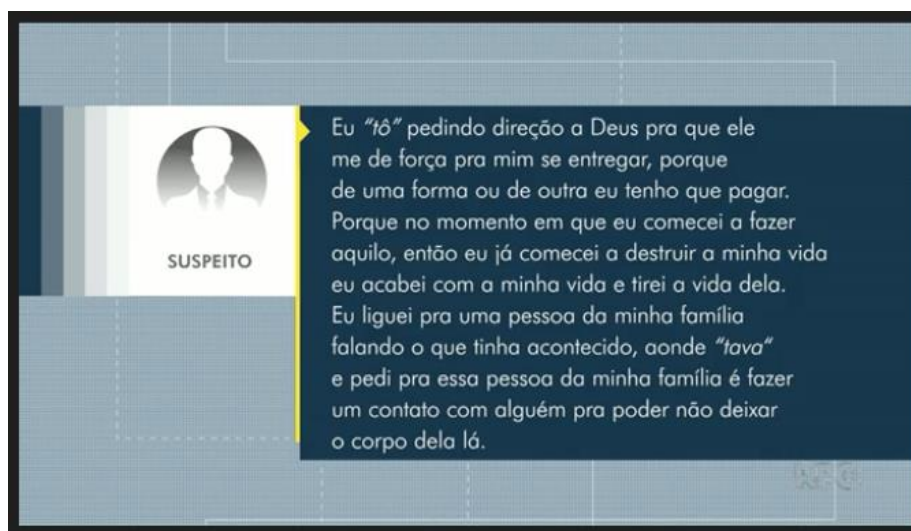 SUSPEITO
Eu "tô" pedindo direção a Deus pra que ele
me de força pra mim se entregar, porque
de uma forma ou de outra eu tenho que pagar.
Porque no momento em que eu comecei a fazer
aquilo, então eu já comecei a destruir a minha vida
eu acabei com a minha vida e tirei a vida dela.
Eu liguei pra uma pessoa da minha família
falando o que tinha acontecido, aonde "tava"
e pedi pra essa pessoa da minha família é fazer
um contato com alguém pra poder não deixar
o corpo dela lá.
RPC